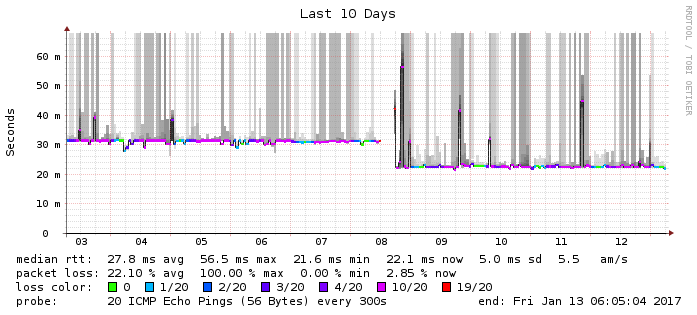 Last 10 Days
RRDTOOL / TOBI OETIKER
Seconds
60 m
50 m
40 m
30 m
20 m
10 m
0
03 04 05 06 07 08 09 10 11 12
median rtt: 27.8 ms avg 56.5 ms max 21.6 ms min 22.1 ms now 5.0 ms sd 5.5 am/s
packet loss: 22.10 % avg 100.00 % max 0.00 % min 2.85 % now
loss color: 0 1/20 2/20 3/20 4/20 10/20 19/20
probe: 20 ICMP Echo Pings (56 Bytes) every 300s end: Fri Jan 13 06:05:04 2017